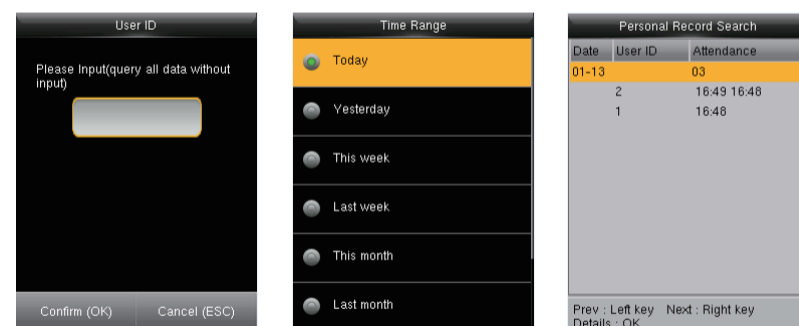 User ID
Please Input(query all data without
input)
Confirm (OK) Cancel (ESC)
Time Range
Today
Yesterday
This week
Last week
This month
Last month
Personal Record Search
Date User ID Attendance
01-13 03
2 16:49 16:48
1 16:48
Prev : Left key Next : Right key
Details : OK